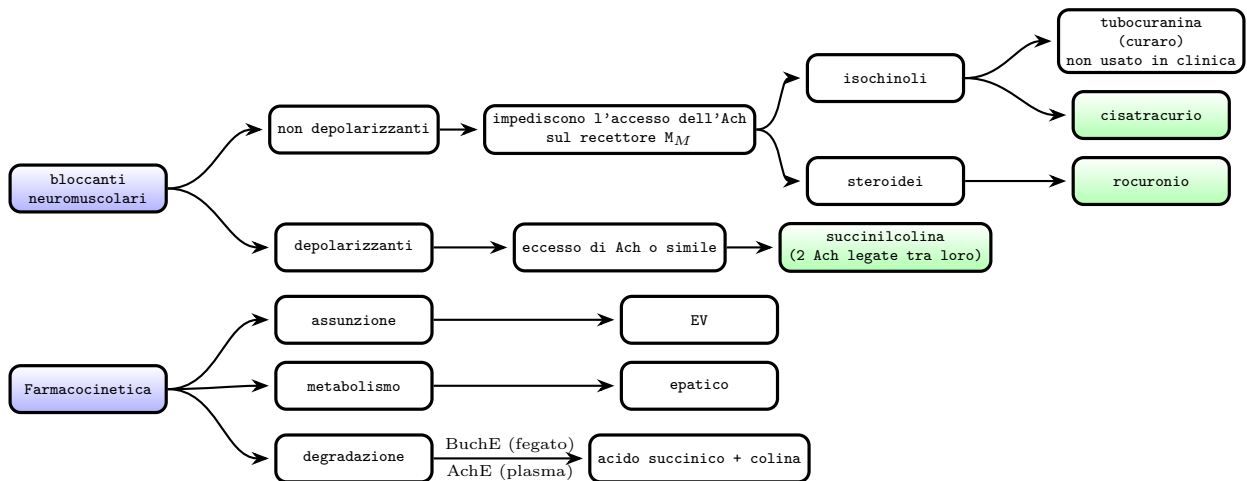 bloccanti
neuromuscolari
non depolarizzanti
impediscono l'accesso dell'Ach
sul recettore M_M
isochinoli
tubocuranina
(curaro)
non usato in clinica
cisatracurio
steroidei
rocuronio
depolarizzanti
eccesso di Ach o simile
succinilcolina
(2 Ach legate tra loro)
Farmacocinetica
assunzione
EV
metabolismo
epatico
degradazione
BuchE (fegato)
AchE (plasma)
acido succinico + colina